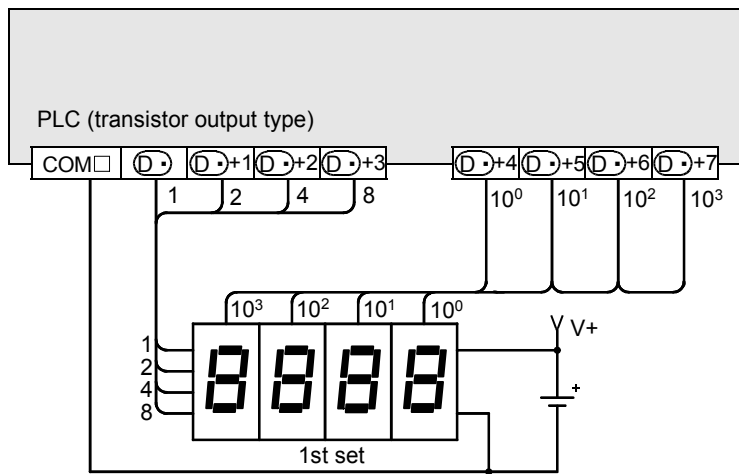 PLC (transistor output type)
COM□ D· D·+1 D·+2 D·+3 D·+4 D·+5 D·+6 D·+7
1 2 4 8 10⁰ 10¹ 10² 10³
10³ 10² 10¹ 10⁰
V+
1
2
4
8
8888
+
1st set